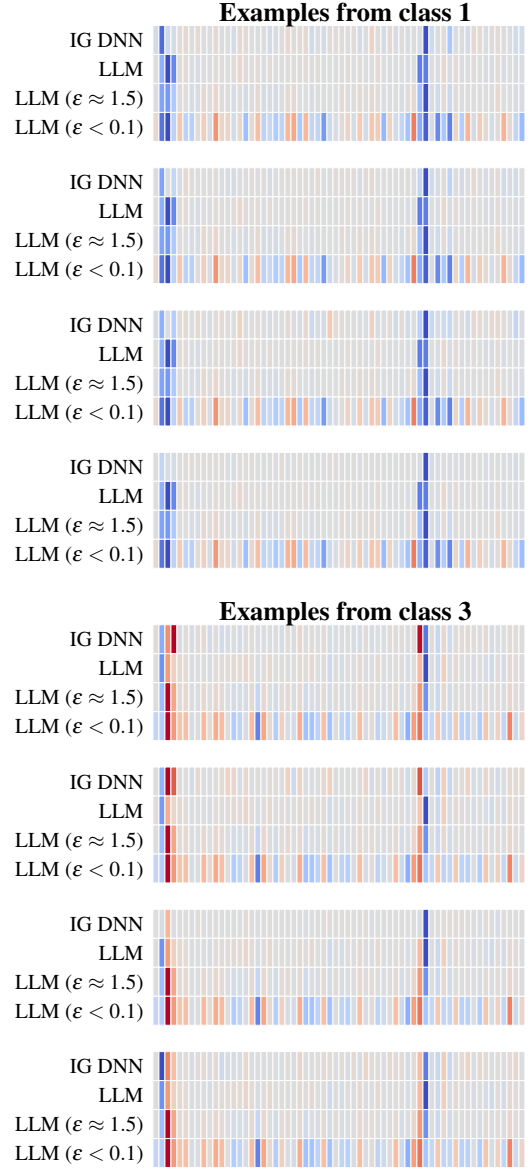 Examples from class 1
IG DNN
LLM
LLM (ε ≈ 1.5)
LLM (ε < 0.1)
IG DNN
LLM
LLM (ε ≈ 1.5)
LLM (ε < 0.1)
IG DNN
LLM
LLM (ε ≈ 1.5)
LLM (ε < 0.1)
IG DNN
LLM
LLM (ε ≈ 1.5)
LLM (ε < 0.1)
Examples from class 3
IG DNN
LLM
LLM (ε ≈ 1.5)
LLM (ε < 0.1)
IG DNN
LLM
LLM (ε ≈ 1.5)
LLM (ε < 0.1)
IG DNN
LLM
LLM (ε ≈ 1.5)
LLM (ε < 0.1)
IG DNN
LLM
LLM (ε ≈ 1.5)
LLM (ε < 0.1)